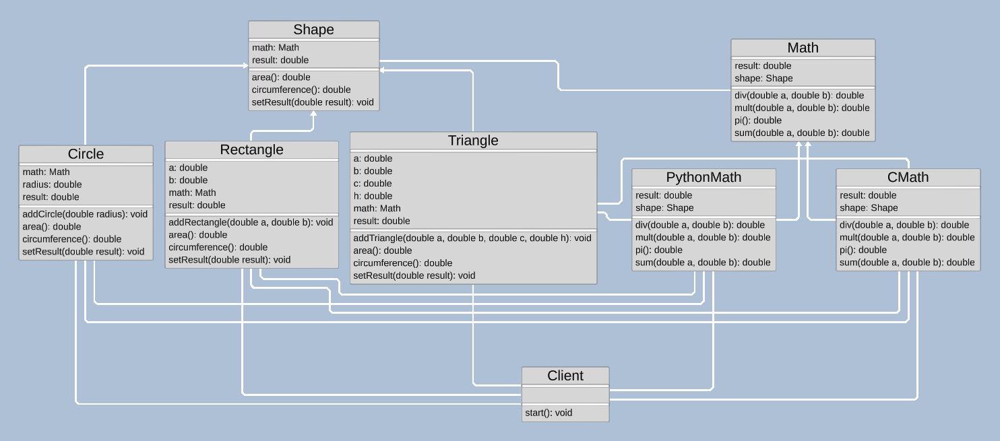 Shape
math: Math
result: double
area(): double
circumference(): double
setResult(double result): void
Math
result: double
shape: Shape
div(double a, double b): double
mult(double a, double b): double
pi(): double
sum(double a, double b): double
Circle
math: Math
radius: double
result: double
addCircle(double radius): void
area(): double
circumference(): double
setResult(double result): void
Rectangle
a: double
b: double
math: Math
result: double
addRectangle(double a, double b): void
area(): double
circumference(): double
setResult(double result): void
Triangle
a: double
b: double
c: double
h: double
math: Math
result: double
addTriangle(double a, double b, double c, double h): void
area(): double
circumference(): double
setResult(double result): void
PythonMath
result: double
shape: Shape
div(double a, double b): double
mult(double a, double b): double
pi(): double
sum(double a, double b): double
CMath
result: double
shape: Shape
div(double a, double b): double
mult(double a, double b): double
pi(): double
sum(double a, double b): double
Client
start(): void